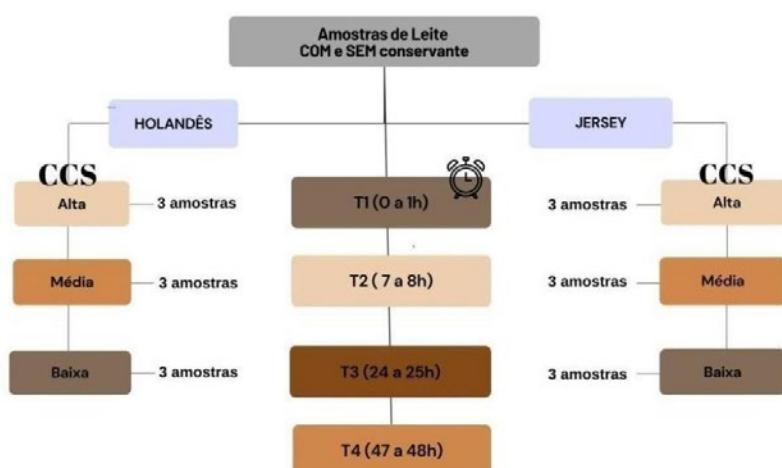 Amostras de Leite
COM e SEM conservante
HOLANDÊS
JERSEY
CCS
Alta
3 amostras
Média
3 amostras
Baixa
3 amostras
T1 (0 a 1h)
T2 ( 7 a 8h)
T3 (24 a 25h)
T4 (47 a 48h)
CCS
3 amostras
Alta
3 amostras
Média
3 amostras
Baixa